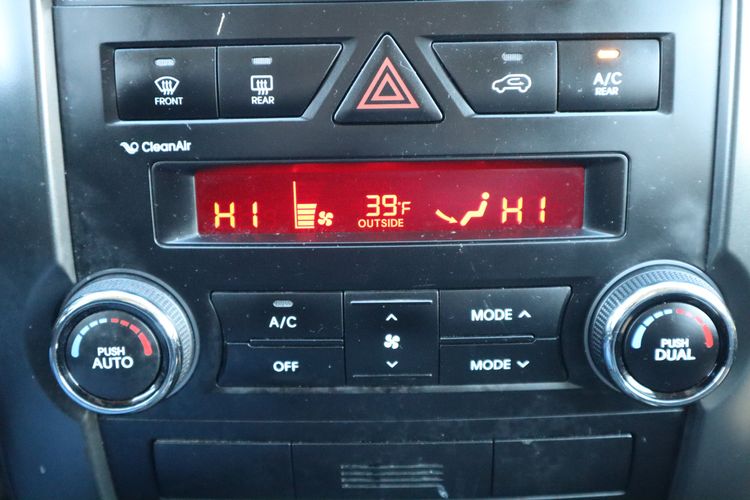 FRONT
REAR
A/C
REAR
CleanAir
HI
39°F
OUTSIDE
HI
PUSH
AUTO
A/C
OFF
MODE
MODE
PUSH
DUAL